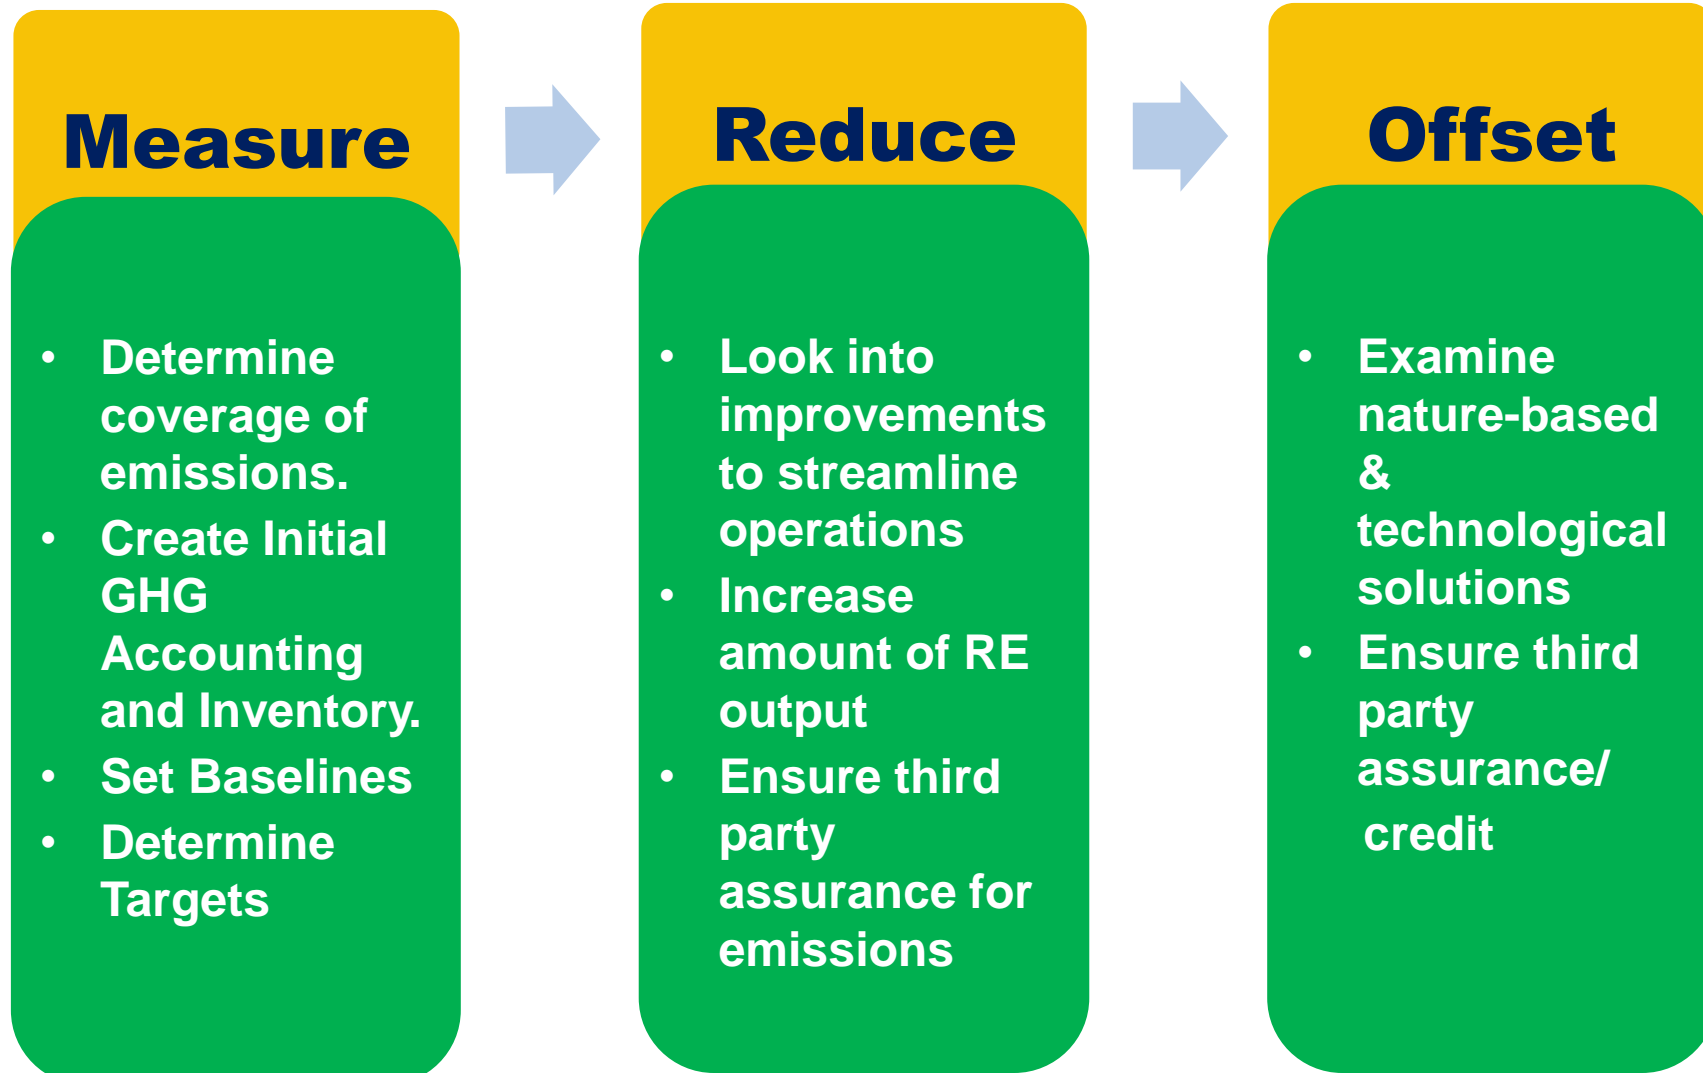 Measure
• Determine
coverage of
emissions.
• Create Initial
GHG
Accounting
and Inventory.
• Set Baselines
• Determine
Targets
Reduce
• Look into
improvements
to streamline
operations
• Increase
amount of RE
output
• Ensure third
party
assurance for
emissions
Offset
• Examine
nature-based
&
technological
solutions
• Ensure third
party
assurance/
credit